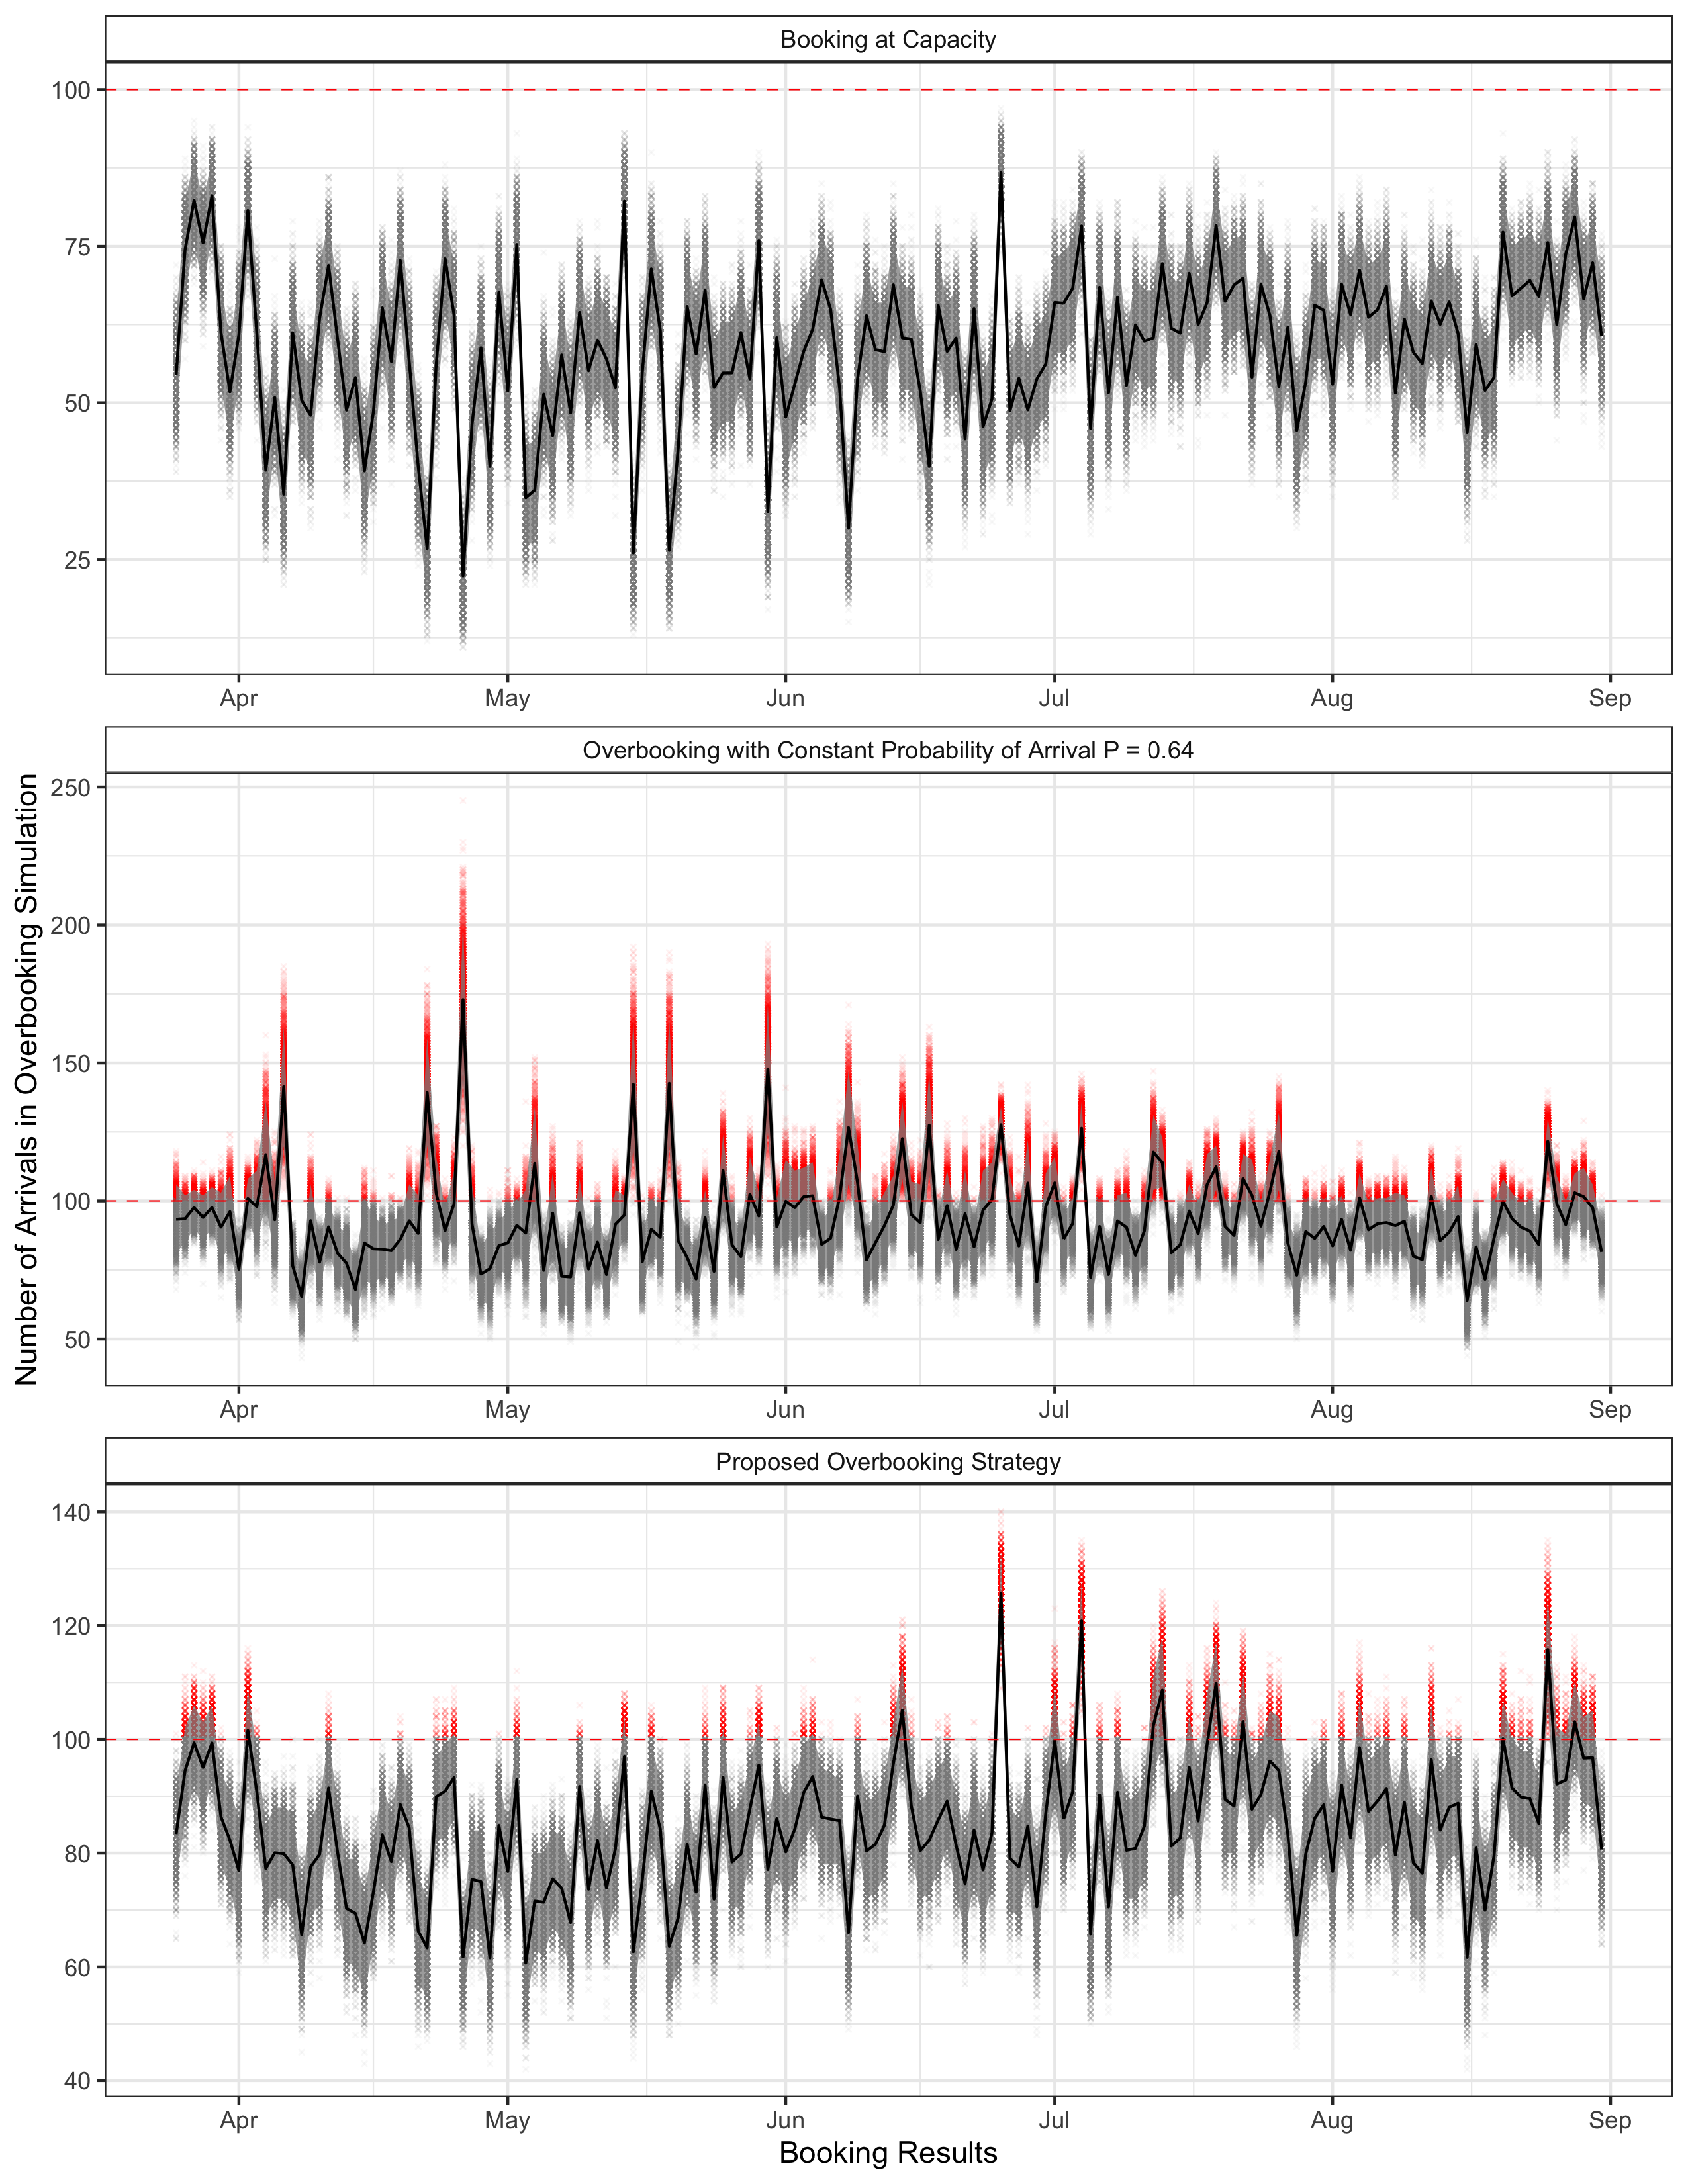 Booking at Capacity
100
75
50
25
Apr May Jun Jul Aug Sep
Overbooking with Constant Probability of Arrival P = 0.64
Number of Arrivals in Overbooking Simulation
250
200
150
100
50
Apr May Jun Jul Aug Sep
Proposed Overbooking Strategy
140
120
100
80
60
40
Apr May Jun Jul Aug Sep
Booking Results